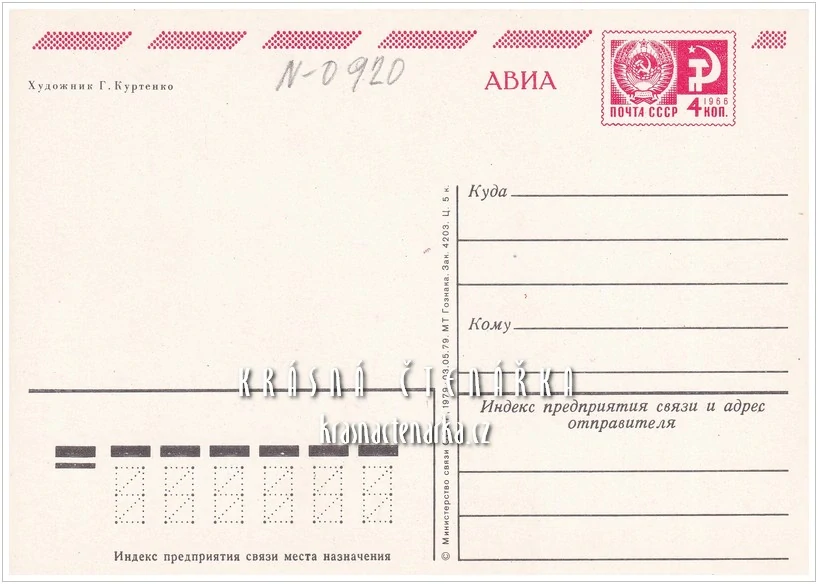 Художник Г. Куртенко
N-0920
АВИА
1966
ПОЧТА СССР 4 КОП.
Куда
Кому
Индекс предприятия связи и адрес
отправителя
© Министерство связи 1979 03.05.79. МТ Гознака. Зак. 4203. Ц. 5 к.
KRÁSNÁ ČTENÁŘKA
krasnactenarka.cz
Индекс предприятия связи места назначения